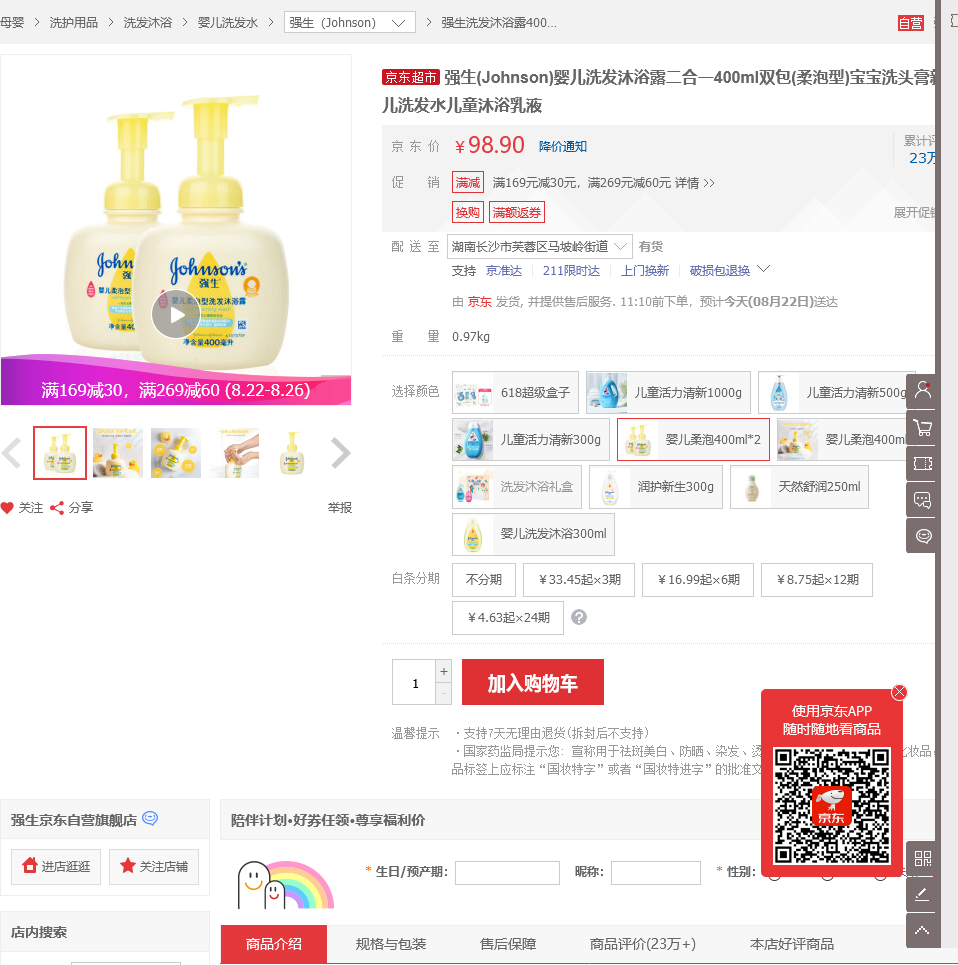 母婴 > 洗护用品 > 洗发沐浴 > 婴儿洗发水 > 强生（Johnson） > 强生洗发沐浴露400...
自营
京东超市 强生(Johnson)婴儿洗发沐浴露二合一400ml双包(柔泡型)宝宝洗头膏
儿洗发水儿童沐浴乳液
京东价 ￥98.90 降价通知
累计评
23万
促销 满减 满169元减30元，满269元减60元 详情 >>
换购 满额返券
展开促销
配送至 湖南长沙市芙蓉区马坡岭街道 有货
支持 京准达 211限时达 上门换新 破损包退换
由 京东 发货, 并提供售后服务. 11:10前下单，预计今天(08月22日)送达
重量 0.97kg
Johnson's
强生
婴儿柔泡型洗发沐浴露
净含量400毫升
满169减30，满269减60 (8.22-8.26)
关注 分享 举报
选择颜色 618超级盒子 儿童活力清新1000g 儿童活力清新500g
儿童活力清新300g 婴儿柔泡400ml*2 婴儿柔泡400ml
洗发沐浴礼盒 润护新生300g 天然舒润250ml
婴儿洗发沐浴300ml
白条分期 不分期 ￥33.45起×3期 ￥16.99起×6期 ￥8.75起×12期
￥4.63起×24期 ?
1 + - 加入购物车
温馨提示 ·支持7天无理由退货(拆封后不支持)
·国家药监局提示您：宣称用于祛斑美白、防晒、染发、烫
化妆品
品标签上应标注“国妆特字”或者“国妆特进字”的批准文
使用京东APP
随时随地看商品
京东
强生京东自营旗舰店
进店逛逛 关注店铺
店内搜索
陪伴计划•好券任领•尊享福利价
* 生日/预产期： 昵称： * 性别：
商品介绍 规格与包装 售后保障 商品评价(23万+) 本店好评商品